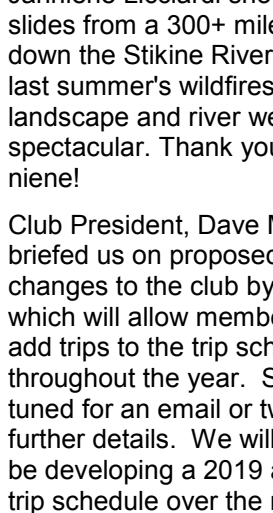 slides from a 300+ mile
down the Stikine River
last summer's wildfires
landscape and river we
spectacular. Thank you
niene!
Club President, Dave
briefed us on proposed
changes to the club by
which will allow membe
add trips to the trip sch
throughout the year. S
tuned for an email or tw
further details. We will
be developing a 2019 a
trip schedule over the